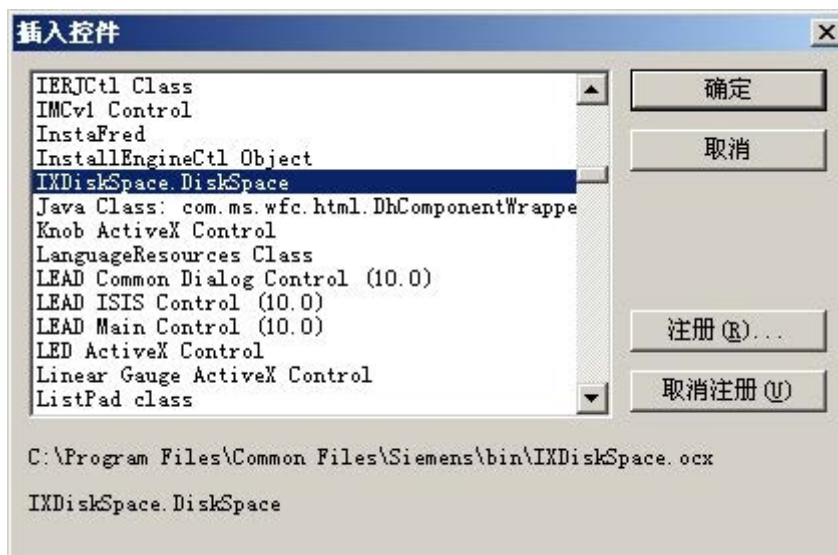 插入控件
IERJCtl Class
IMCv1 Control
InstaFred
InstallEngineCtl Object
IXDiskSpace.DiskSpace
Java Class: com.ms.wfc.html.DhComponentWrappe
Knob ActiveX Control
LanguageResources Class
LEAD Common Dialog Control (10.0)
LEAD ISIS Control (10.0)
LEAD Main Control (10.0)
LED ActiveX Control
Linear Gauge ActiveX Control
ListPad class
确定
取消
注册(R)...
取消注册(U)
C:\Program Files\Common Files\Siemens\bin\IXDiskSpace.ocx
IXDiskSpace.DiskSpace